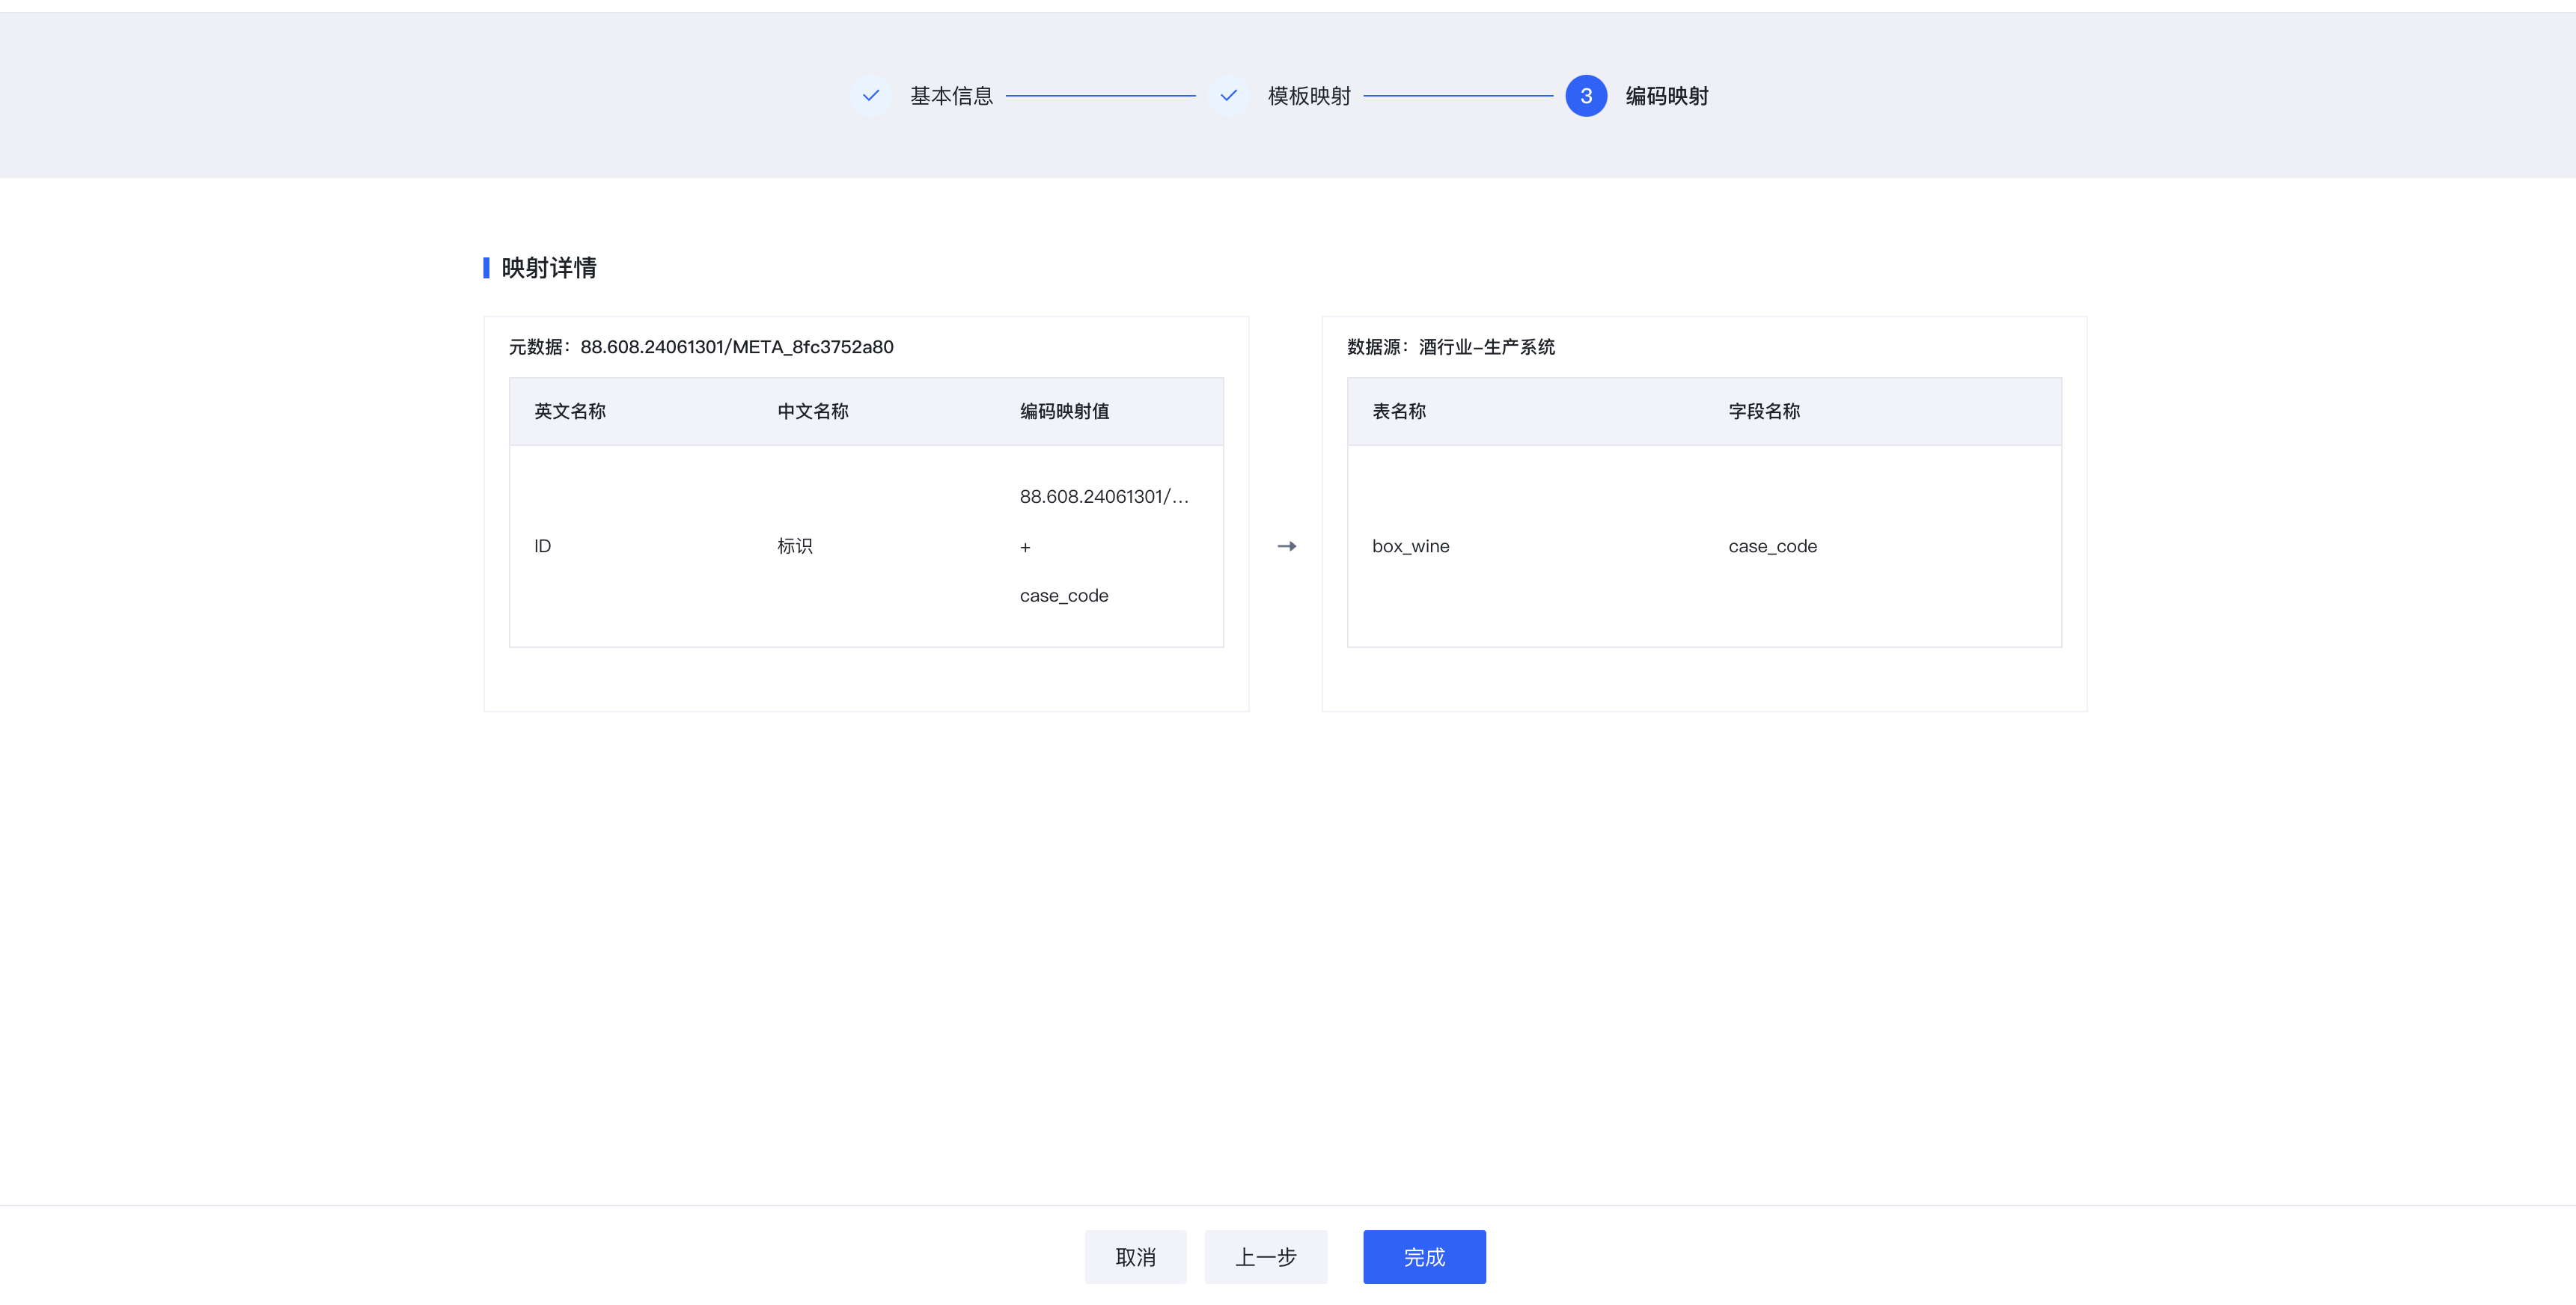 基本信息
模板映射
3 编码映射
映射详情
元数据：88.608.24061301/META_8fc3752a80
英文名称 中文名称 编码映射值
ID 标识 88.608.24061301/...
+
case_code
数据源：酒行业-生产系统
表名称 字段名称
box_wine case_code
取消 上一步 完成